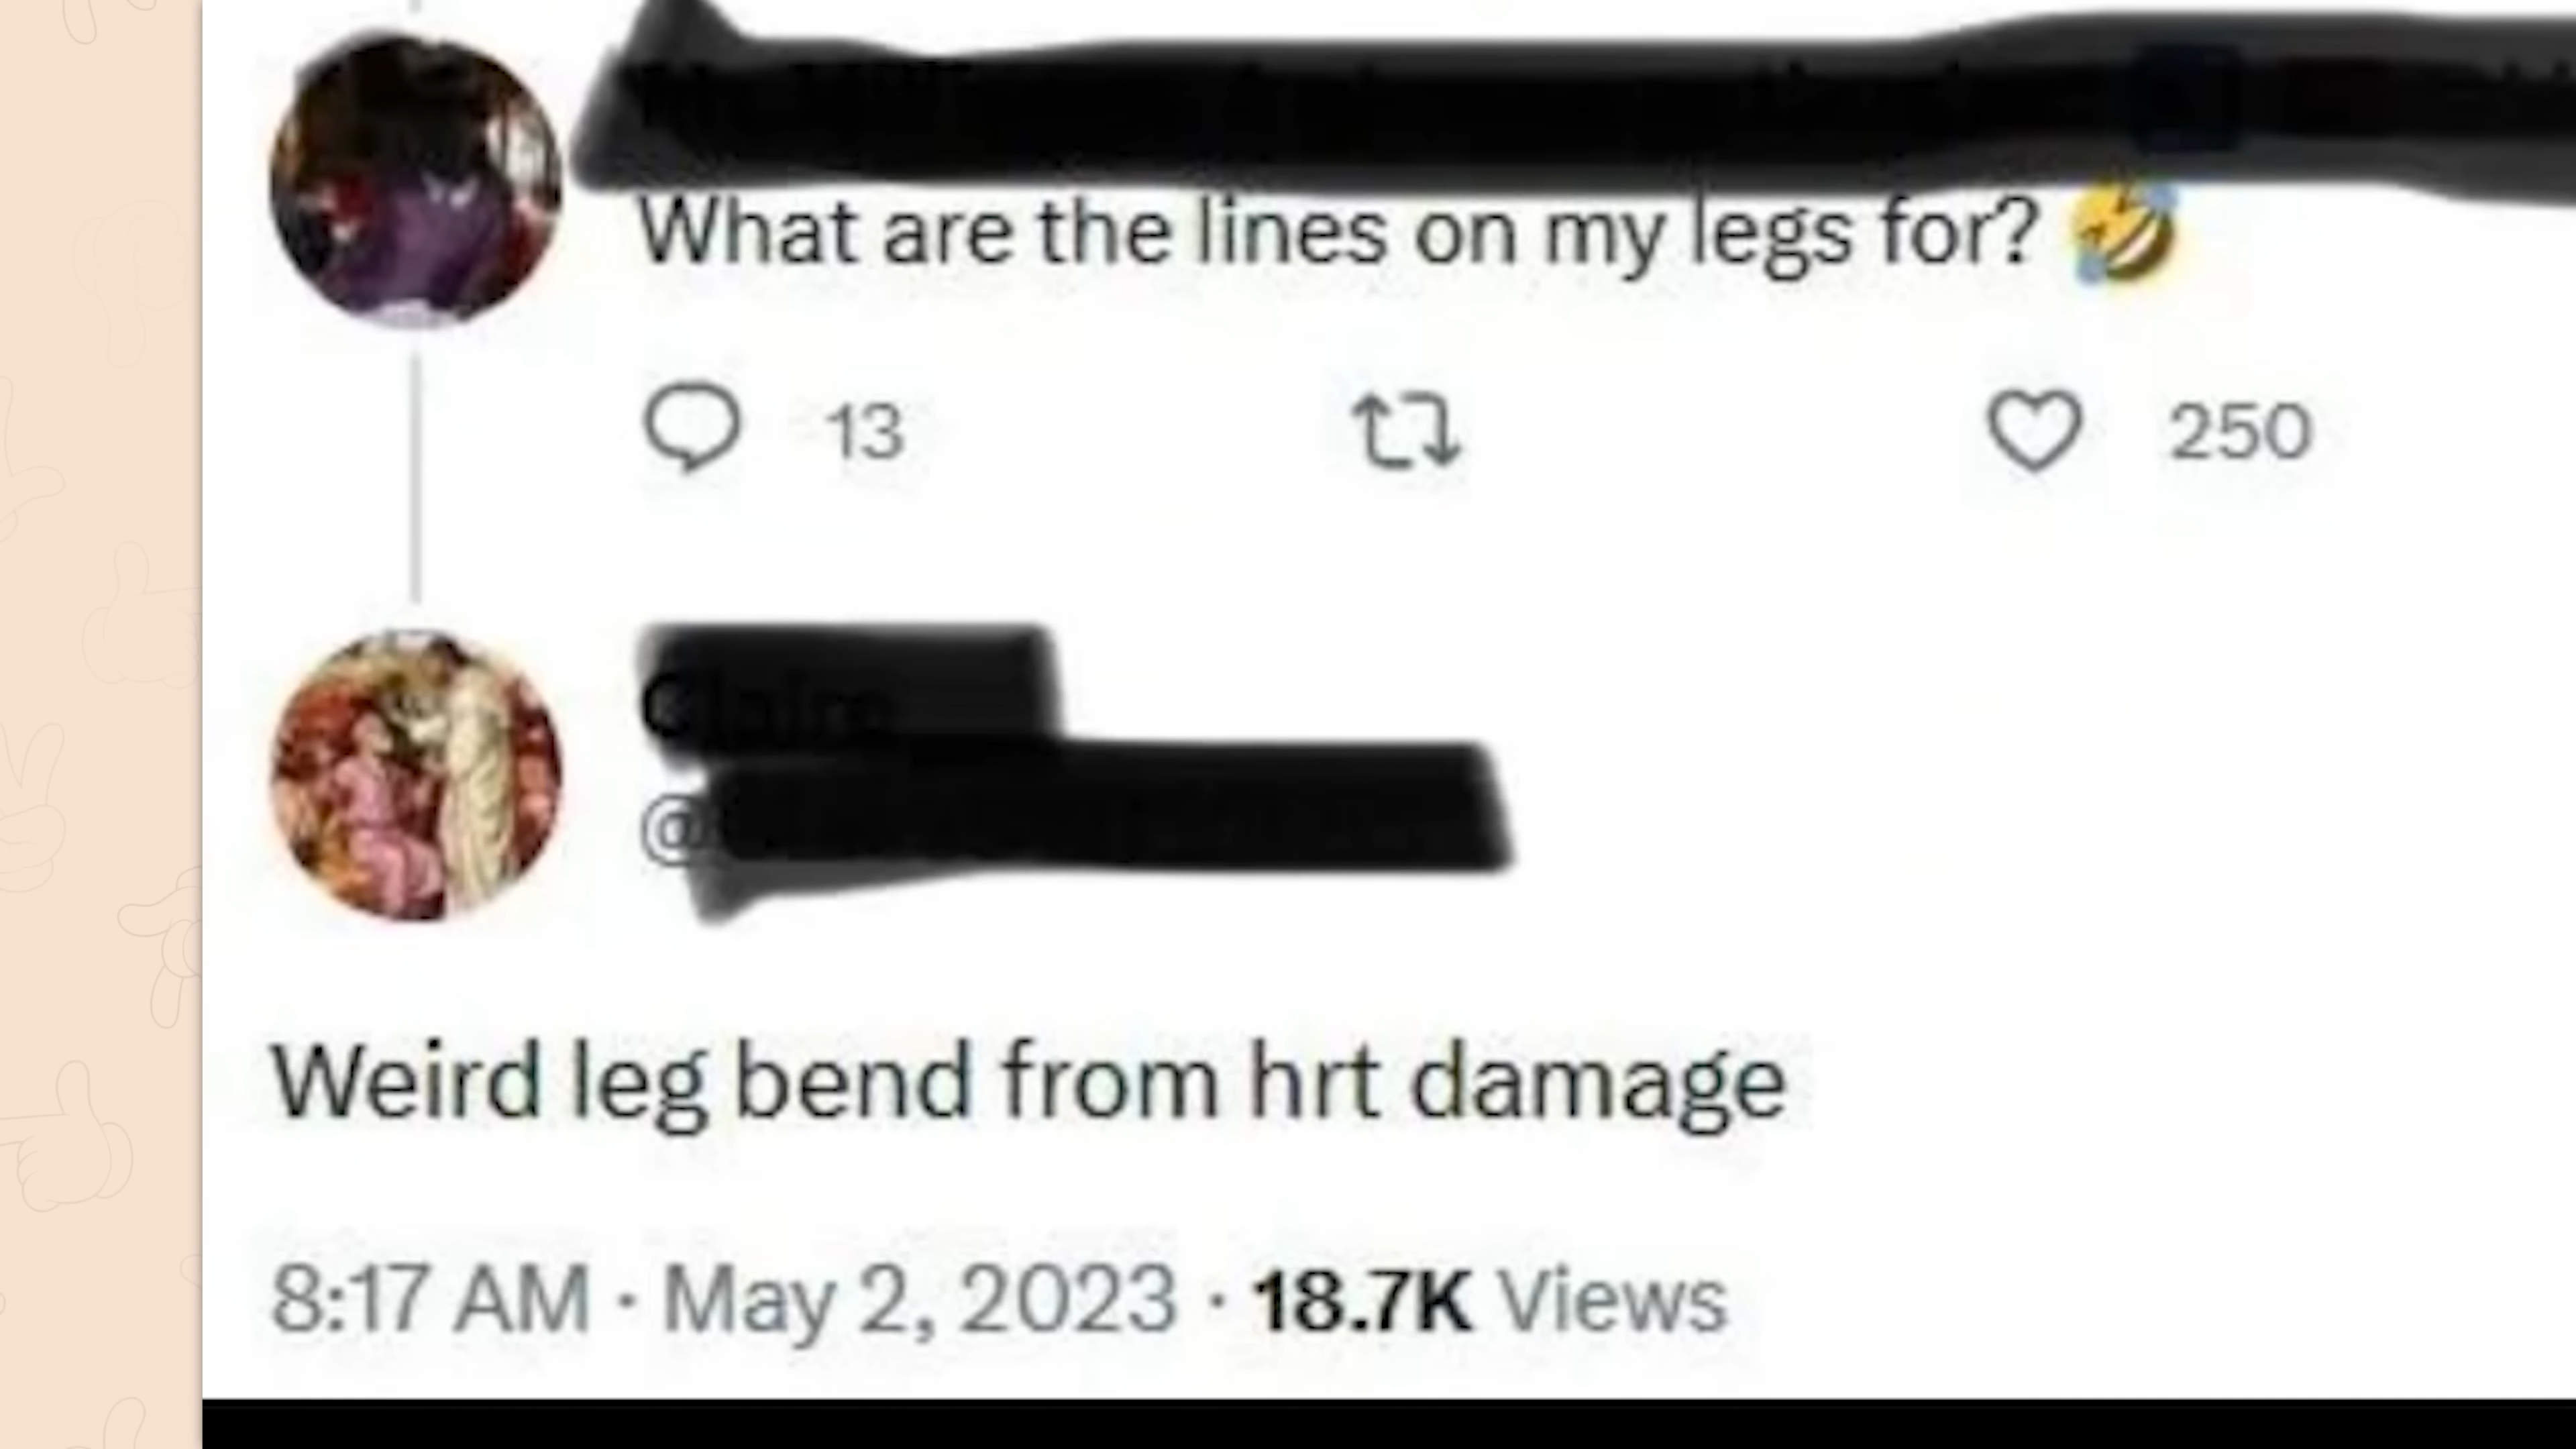 What are the lines on my legs for? 🤣
13 250
@
Weird leg bend from hrt damage
8:17 AM · May 2, 2023 · 18.7K Views